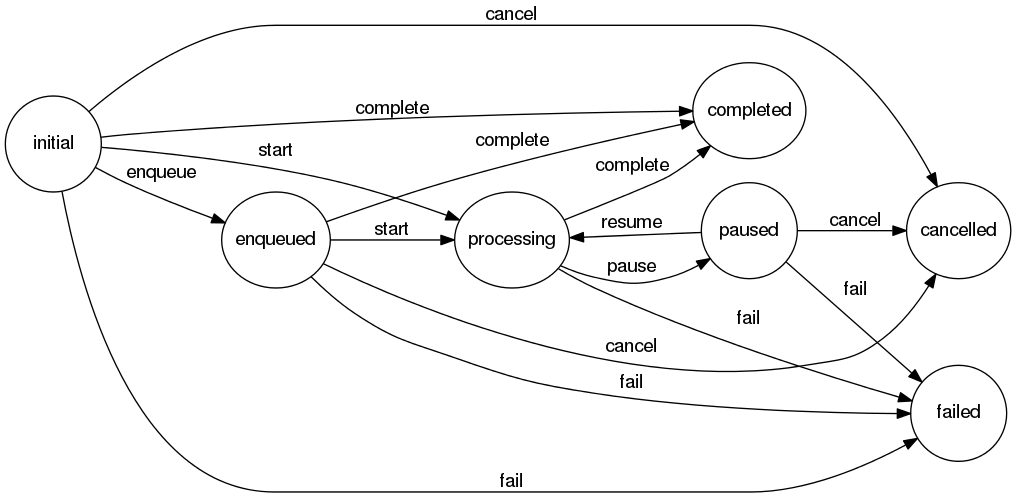 cancel
complete
completed
complete
initial
start
complete
enqueue
resume
paused
cancel
cancelled
enqueued
start
processing
pause
fail
fail
cancel
fail
failed
fail